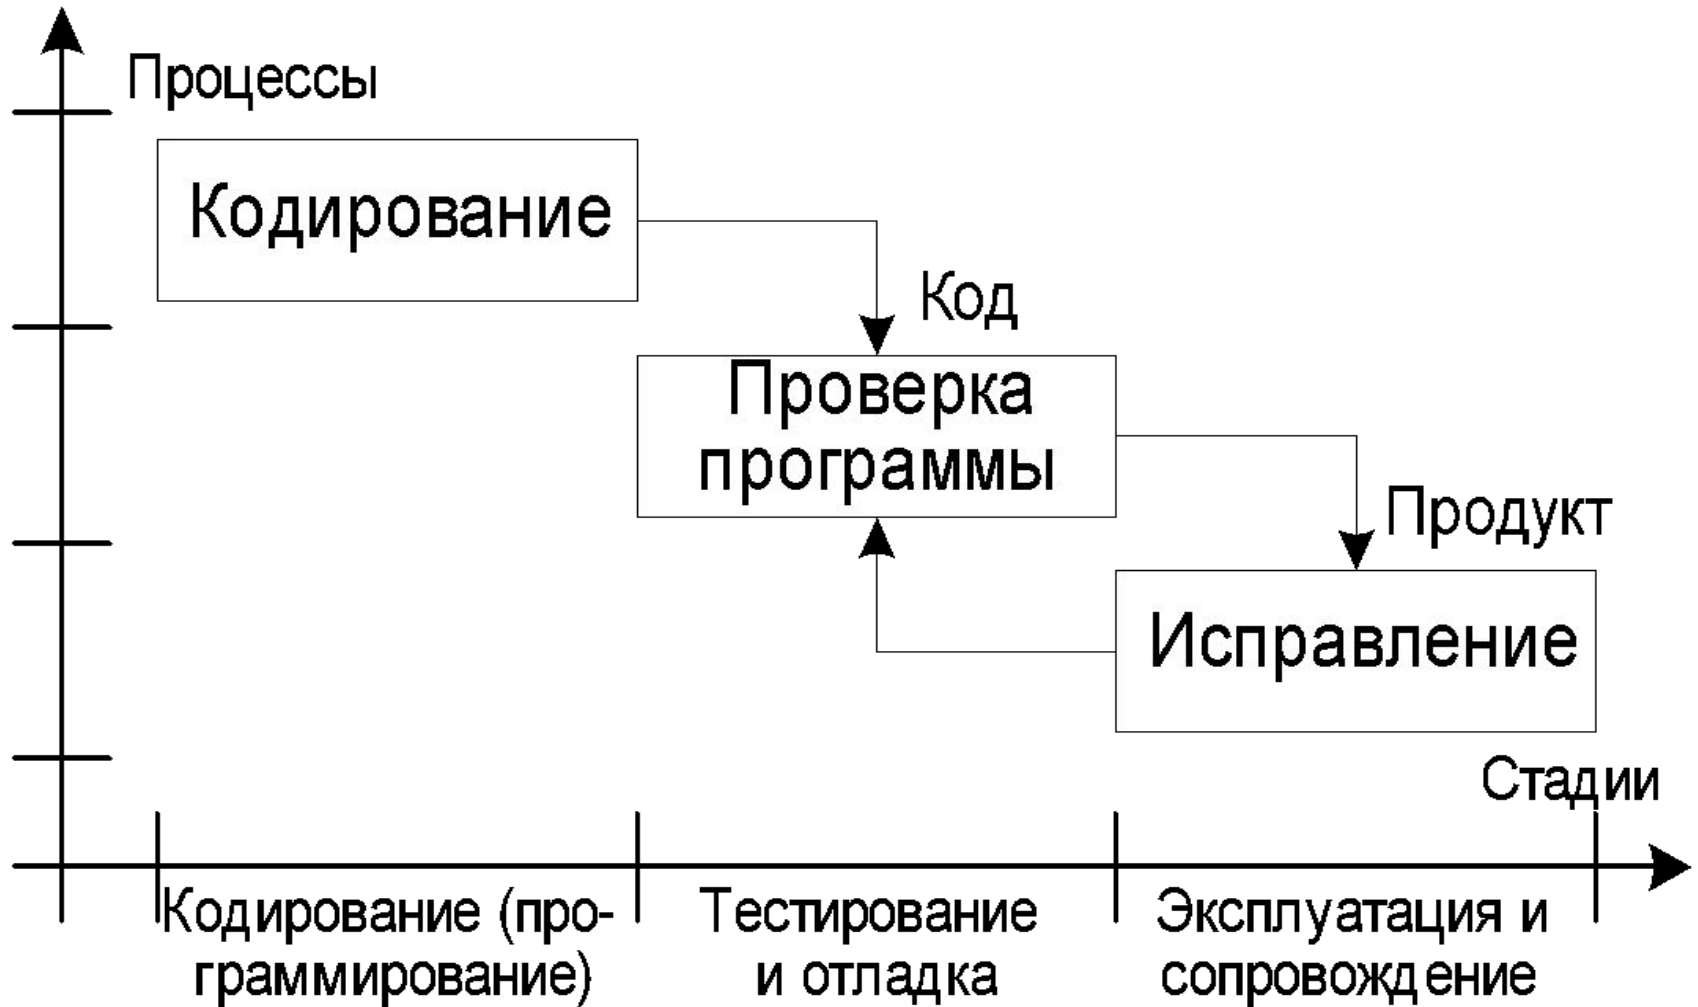 Процессы
Кодирование
Код
Проверка
программы
Продукт
Исправление
Стадии
Кодирование (про-
граммирование)
Тестирование
и отладка
Эксплуатация и
сопровождение